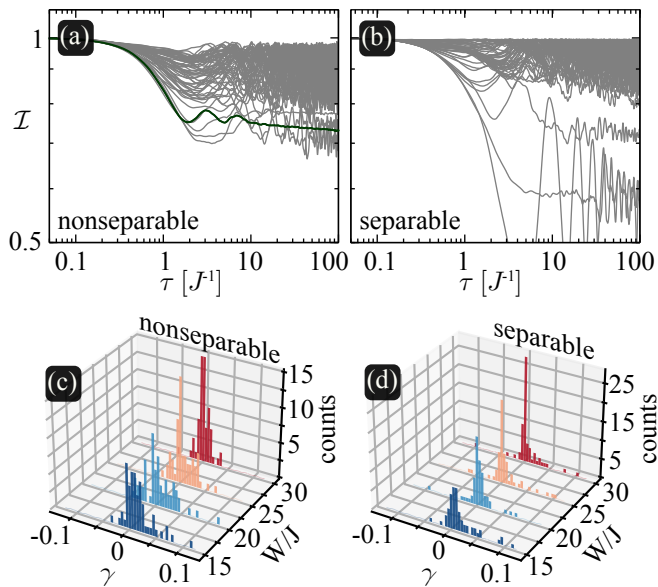 (a)
(b)
1
𝓘
0.5
nonseparable
separable
0.1 1 10 100
0.1 1 10 100
τ [J⁻¹]
τ [J⁻¹]
(c)
nonseparable
15
10
5
counts
30
25
20
15
W/J
-0.1 0 0.1
γ
(d)
separable
25
15
5
counts
30
25
20
15
W/J
-0.1 0 0.1
γ